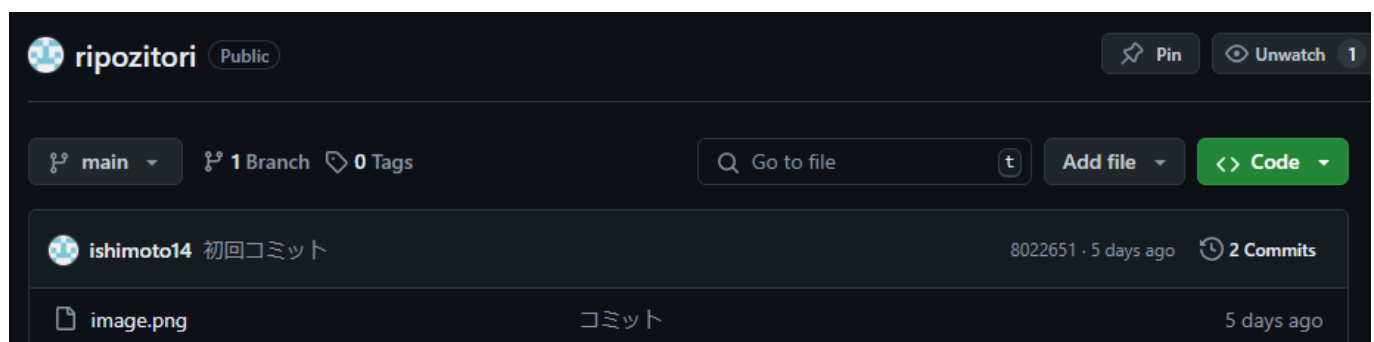 ripozitori Public Pin Unwatch 1
main 1 Branch 0 Tags Go to file t Add file Code
ishimoto14 初回コミット 8022651 · 5 days ago 2 Commits
image.png コミット 5 days ago